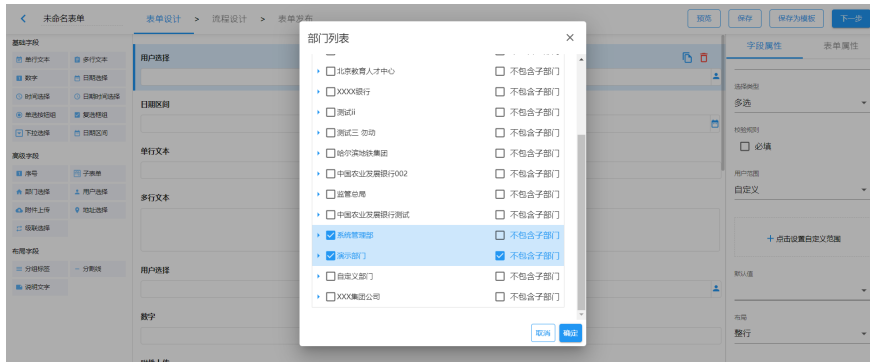 未命名表单
表单设计 > 流程设计 > 表单发布
预览
保存
保存为模板
下一步
基础字段
单行文本
多行文本
数字
日期选择
时间选择
日期时间选择
单选按钮组
复选框组
下拉选择
日期区间
高级字段
序号
子表单
部门选择
用户选择
附件上传
地址选择
级联选择
布局字段
分组标签
分割线
说明文字
用户选择
日期区间
单行文本
多行文本
用户选择
数字
部门列表
北京教育人才中心 不包含子部门
XXXX银行 不包含子部门
测试ii 不包含子部门
测试三 勿动 不包含子部门
哈尔滨地铁集团 不包含子部门
中国农业发展银行002 不包含子部门
监管总局 不包含子部门
中国农业发展银行测试 不包含子部门
系统管理部 不包含子部门
演示部门 不包含子部门
自定义部门 不包含子部门
XXX集团公司 不包含子部门
取消
确定
字段属性
表单属性
选择类型
多选
校验规则
必填
用户范围
自定义
+ 点击设置自定义范围
默认值
布局
整行